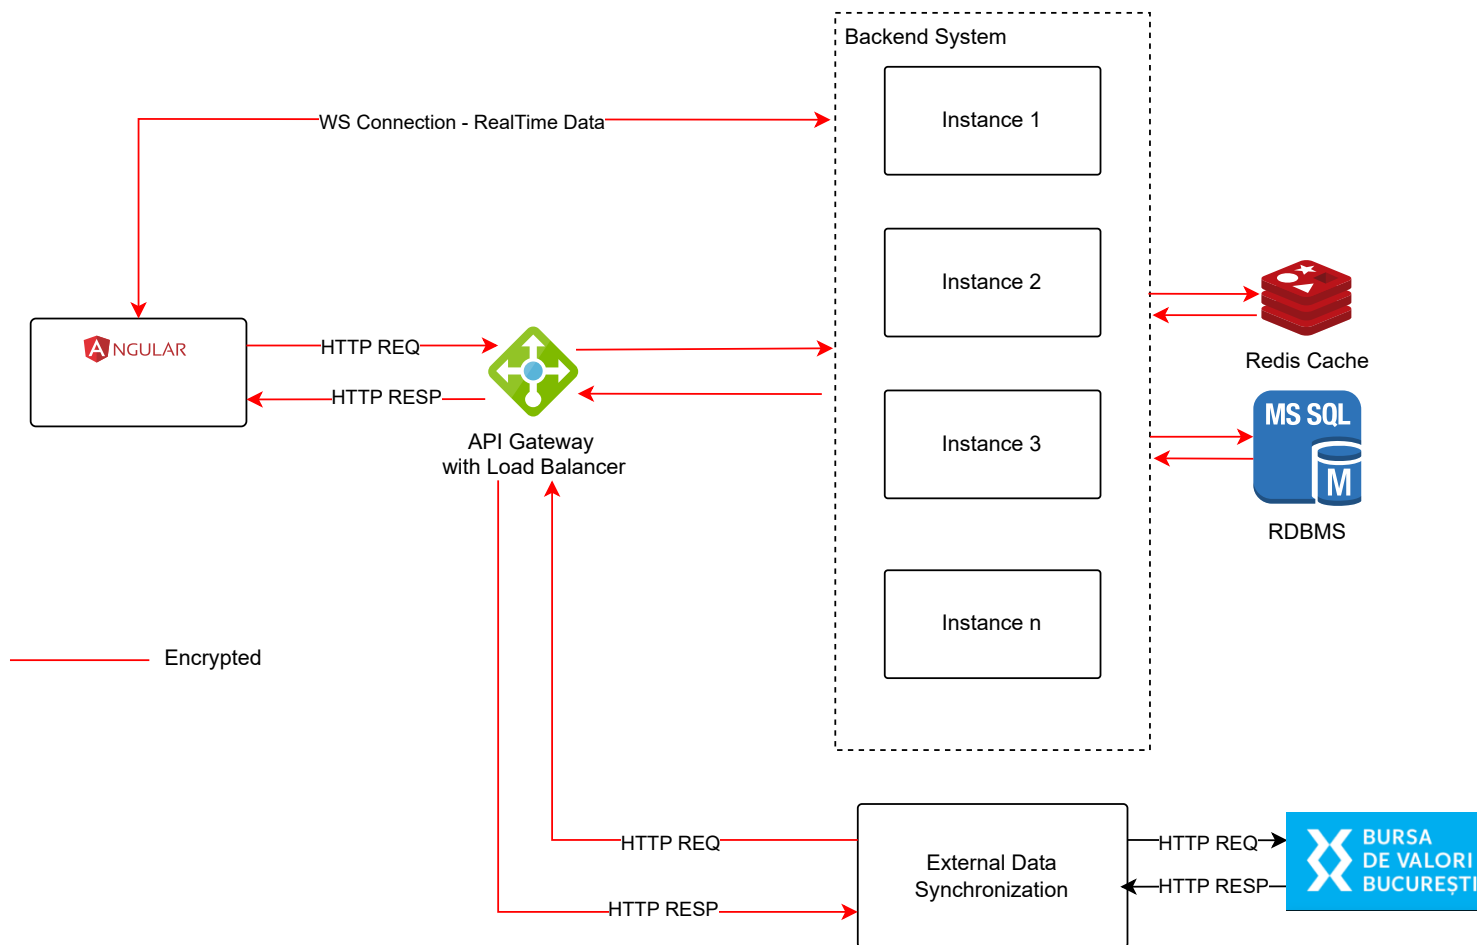 Backend System
WS Connection - RealTime Data
Instance 1
Instance 2
Redis Cache
ANGULAR
HTTP REQ
HTTP RESP
API Gateway
with Load Balancer
Instance 3
MS SQL
M
RDBMS
Instance n
Encrypted
HTTP REQ
HTTP RESP
External Data
Synchronization
HTTP REQ
HTTP RESP
BURSA
DE VALORI
BUCUREȘTI